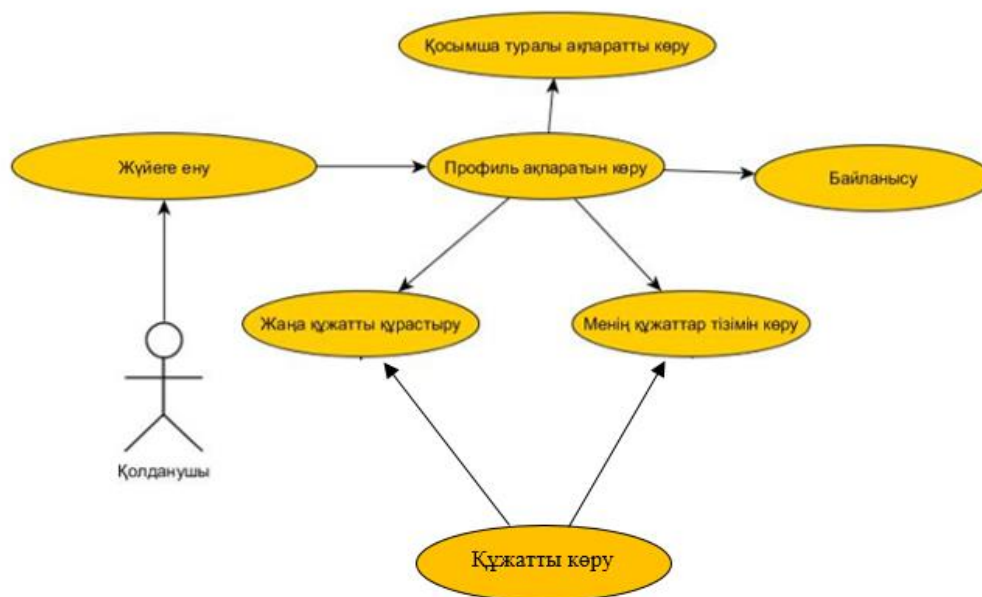 Қосымша туралы ақпаратты көру
Жүйеге ену
Профиль ақпаратын көру
Байланысу
Жаңа құжатты құрастыру
Менің құжаттар тізімін көру
Қолданушы
Құжатты көру